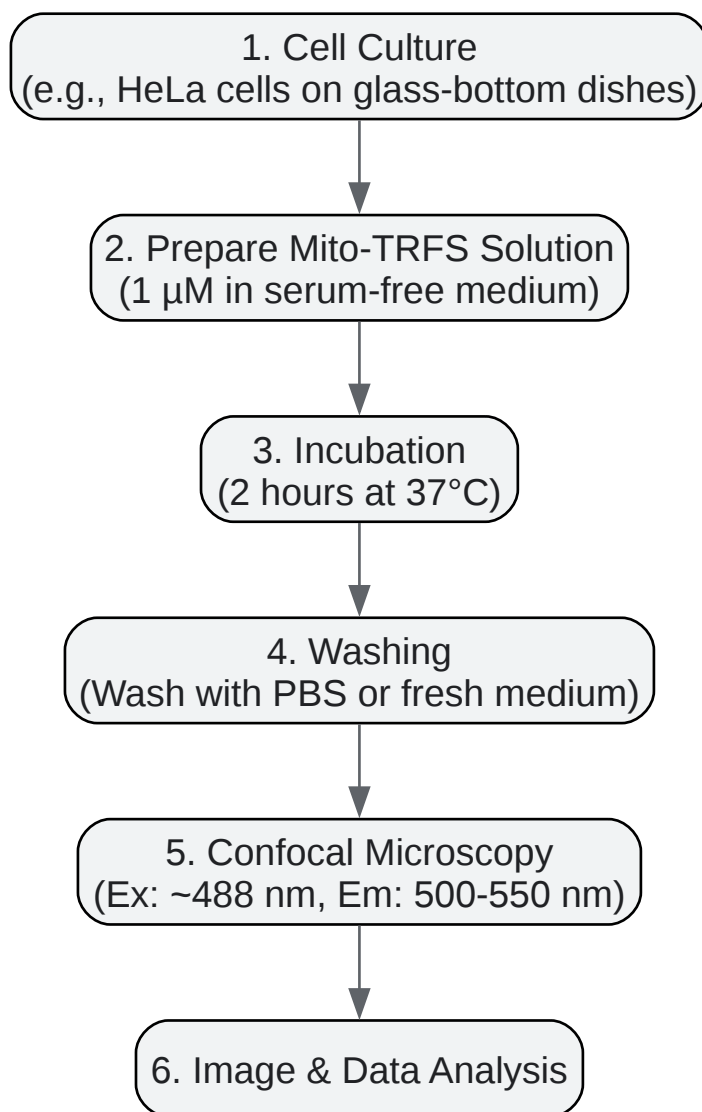 1. Cell Culture
(e.g., HeLa cells on glass-bottom dishes)
2. Prepare Mito-TRFS Solution
(1 µM in serum-free medium)
3. Incubation
(2 hours at 37°C)
4. Washing
(Wash with PBS or fresh medium)
5. Confocal Microscopy
(Ex: ~488 nm, Em: 500-550 nm)
6. Image & Data Analysis